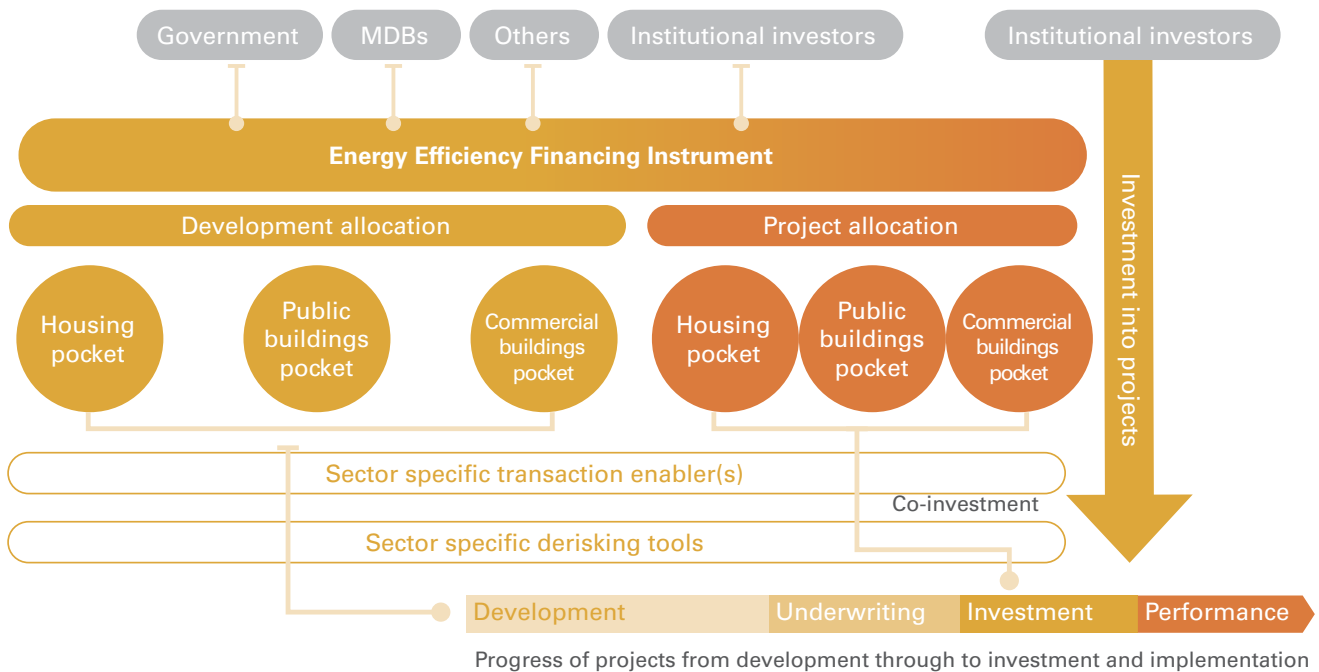 Government
MDBs
Others
Institutional investors
Institutional investors
Energy Efficiency Financing Instrument
Development allocation
Project allocation
Housing
pocket
Public
buildings
pocket
Commercial
buildings
pocket
Housing
pocket
Public
buildings
pocket
Commercial
buildings
pocket
Investment into projects
Sector specific transaction enabler(s)
Co-investment
Sector specific derisking tools
Development
Underwriting
Investment
Performance
Progress of projects from development through to investment and implementation